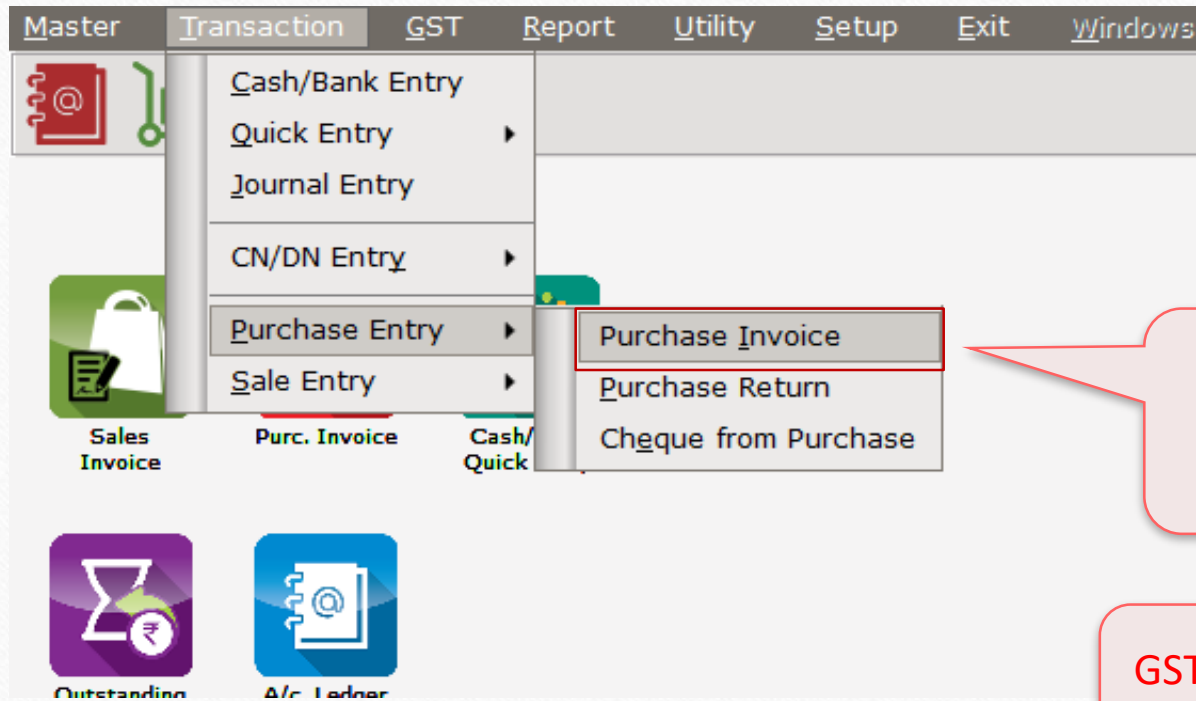 Master Transaction GST Report Utility Setup Exit Windows
Cash/Bank Entry
Quick Entry
Journal Entry
CN/DN Entry
Purchase Entry
Sale Entry
Purchase Invoice
Purchase Return
Cheque from Purchase
Sales
Invoice
Purc. Invoice
Cash/
Quick
Outstanding
A/c. Ledger
GST